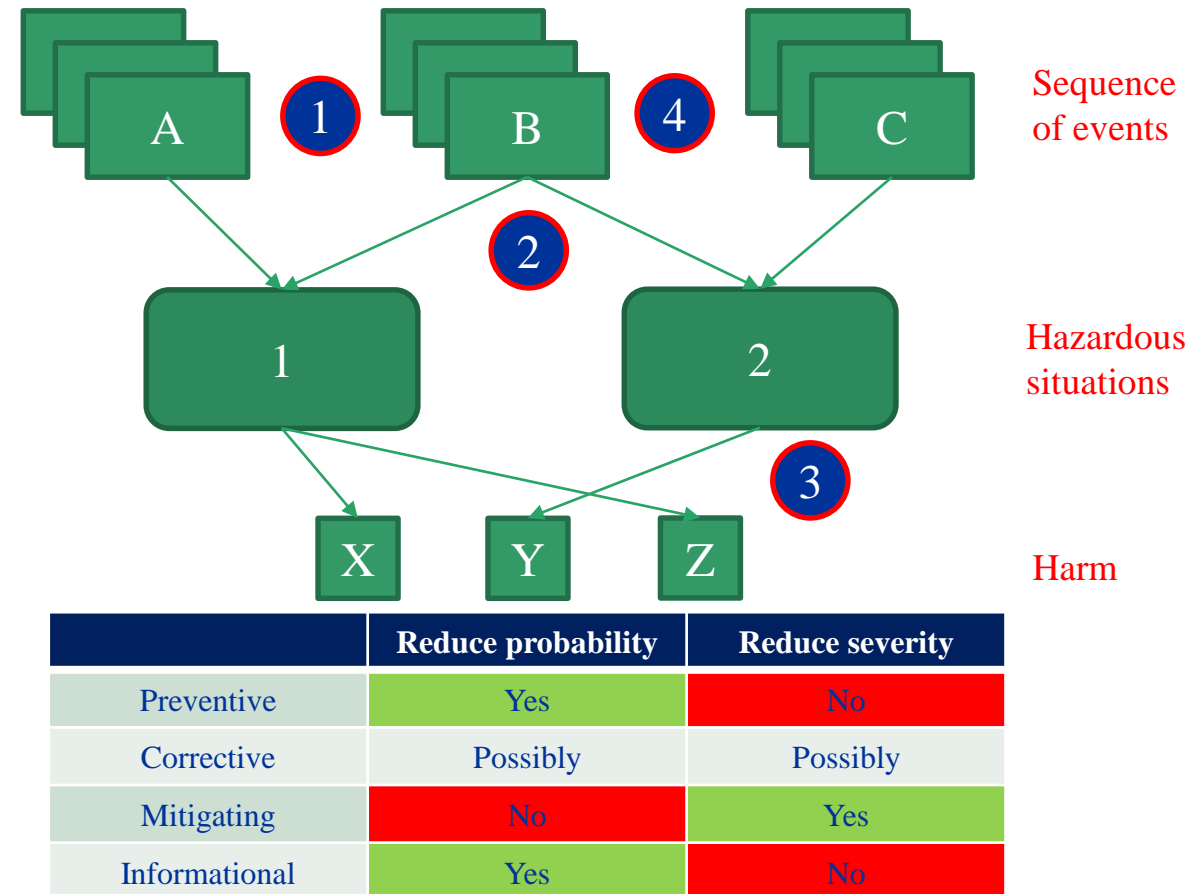 A
1
B
4
C
Sequence
of events
2
1
2
Hazardous
situations
3
X
Y
Z
Harm
Reduce probability Reduce severity
Preventive Yes No
Corrective Possibly Possibly
Mitigating No Yes
Informational Yes No